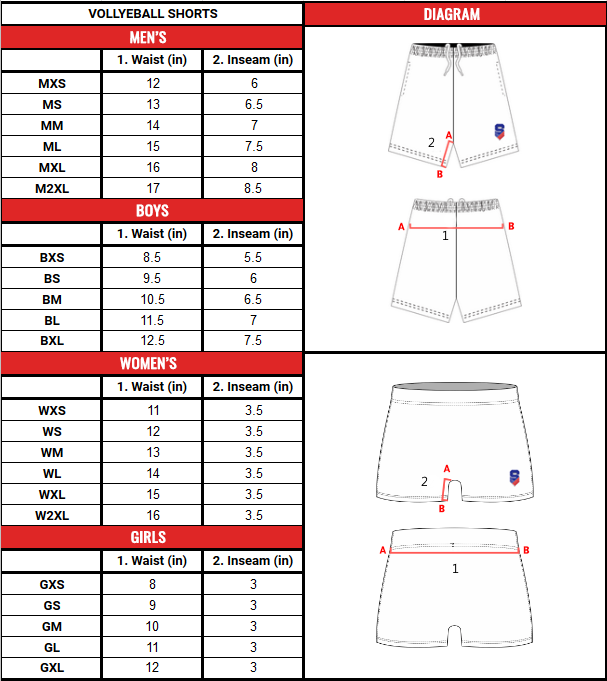 VOLLYEBALL SHORTS
DIAGRAM
MEN'S
1. Waist (in) 2. Inseam (in)
MXS 12 6
MS 13 6.5
MM 14 7
ML 15 7.5
MXL 16 8
M2XL 17 8.5
BOYS
1. Waist (in) 2. Inseam (in)
BXS 8.5 5.5
BS 9.5 6
BM 10.5 6.5
BL 11.5 7
BXL 12.5 7.5
WOMEN'S
1. Waist (in) 2. Inseam (in)
WXS 11 3.5
WS 12 3.5
WM 13 3.5
WL 14 3.5
WXL 15 3.5
W2XL 16 3.5
GIRLS
1. Waist (in) 2. Inseam (in)
GXS 8 3
GS 9 3
GM 10 3
GL 11 3
GXL 12 3
A
2
B
S
A B
1
A
2
B
S
A B
1